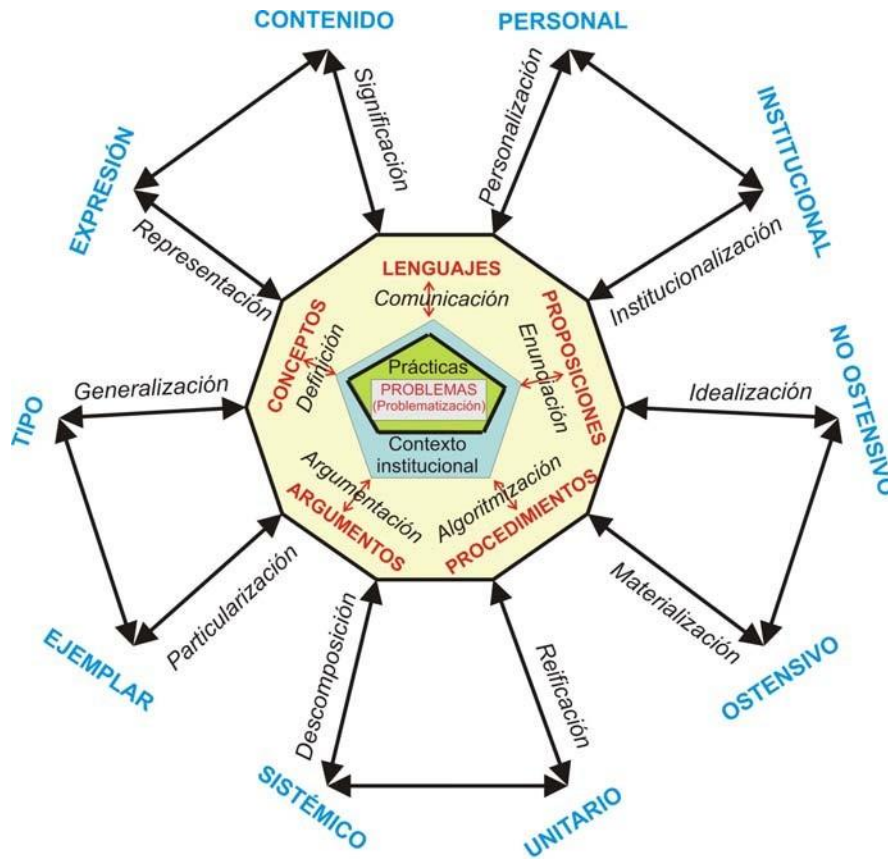 CONTENIDO
PERSONAL
Significación
Personalización
EXPRESIÓN
INSTITUCIONAL
Representación
Institucionalización
LENGUAJES
Comunicación
CONCEPTOS
Definición
PROPOSICIONES
Enunciación
Prácticas
PROBLEMAS
(Problematización)
Contexto
institucional
Generalización
Idealización
TIPO
NO OSTENSIVO
Argumentación
ARGUMENTOS
Algoritmización
PROCEDIMIENTOS
Particularización
Materialización
EJEMPLAR
OSTENSIVO
Descomposición
Reificación
SISTÉMICO
UNITARIO